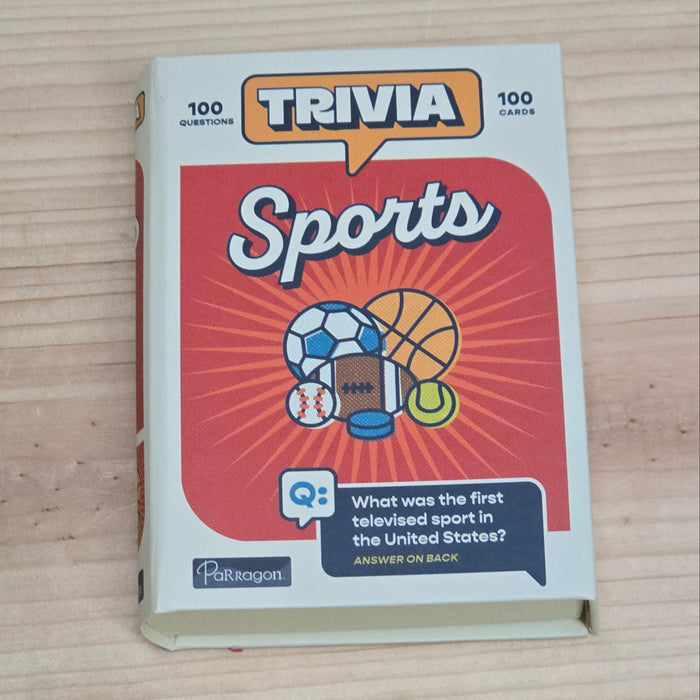 100
QUESTIONS
TRIVIA
100
CARDS
Sports
Q:
What was the first
televised sport in
the United States?
ANSWER ON BACK
PaRRagon